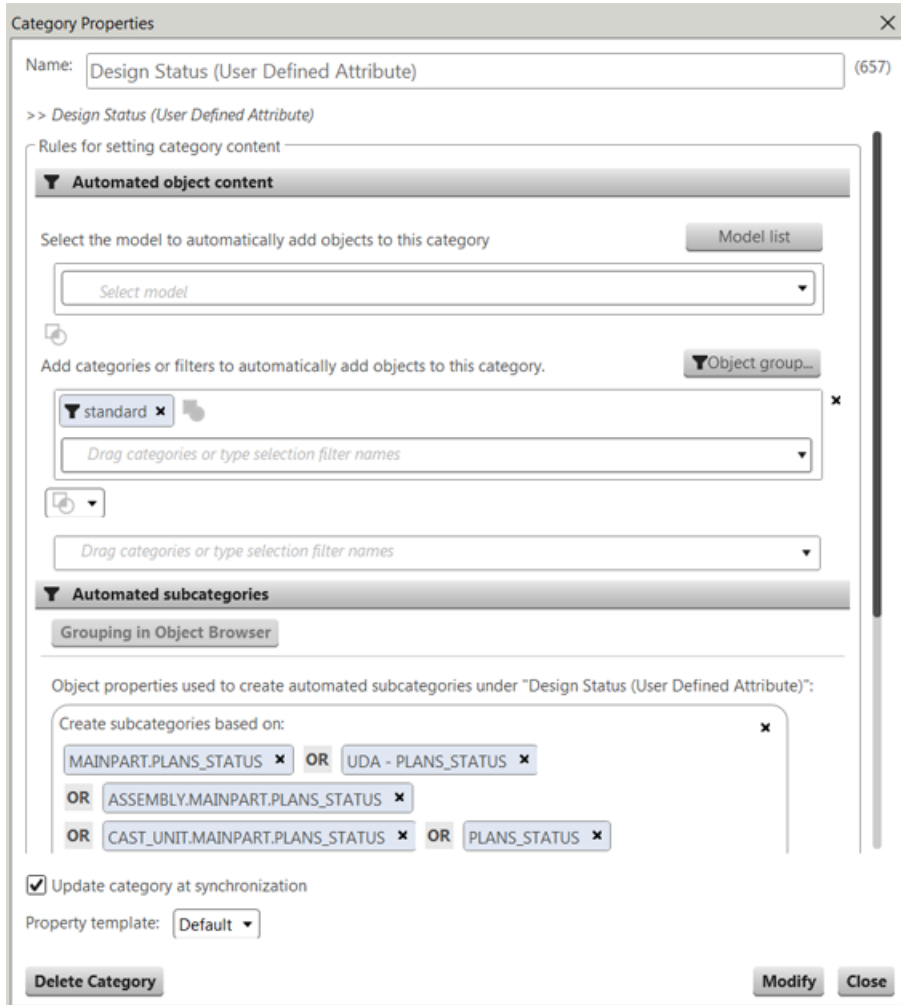 Category Properties
Name: Design Status (User Defined Attribute) (657)
>> Design Status (User Defined Attribute)
Rules for setting category content
Automated object content
Select the model to automatically add objects to this category Model list
Select model
Add categories or filters to automatically add objects to this category. Object group...
standard
Drag categories or type selection filter names
Drag categories or type selection filter names
Automated subcategories
Grouping in Object Browser
Object properties used to create automated subcategories under "Design Status (User Defined Attribute)":
Create subcategories based on:
MAINPART.PLANS_STATUS OR UDA - PLANS_STATUS
OR ASSEMBLY.MAINPART.PLANS_STATUS
OR CAST_UNIT.MAINPART.PLANS_STATUS OR PLANS_STATUS
Update category at synchronization
Property template: Default
Delete Category Modify Close